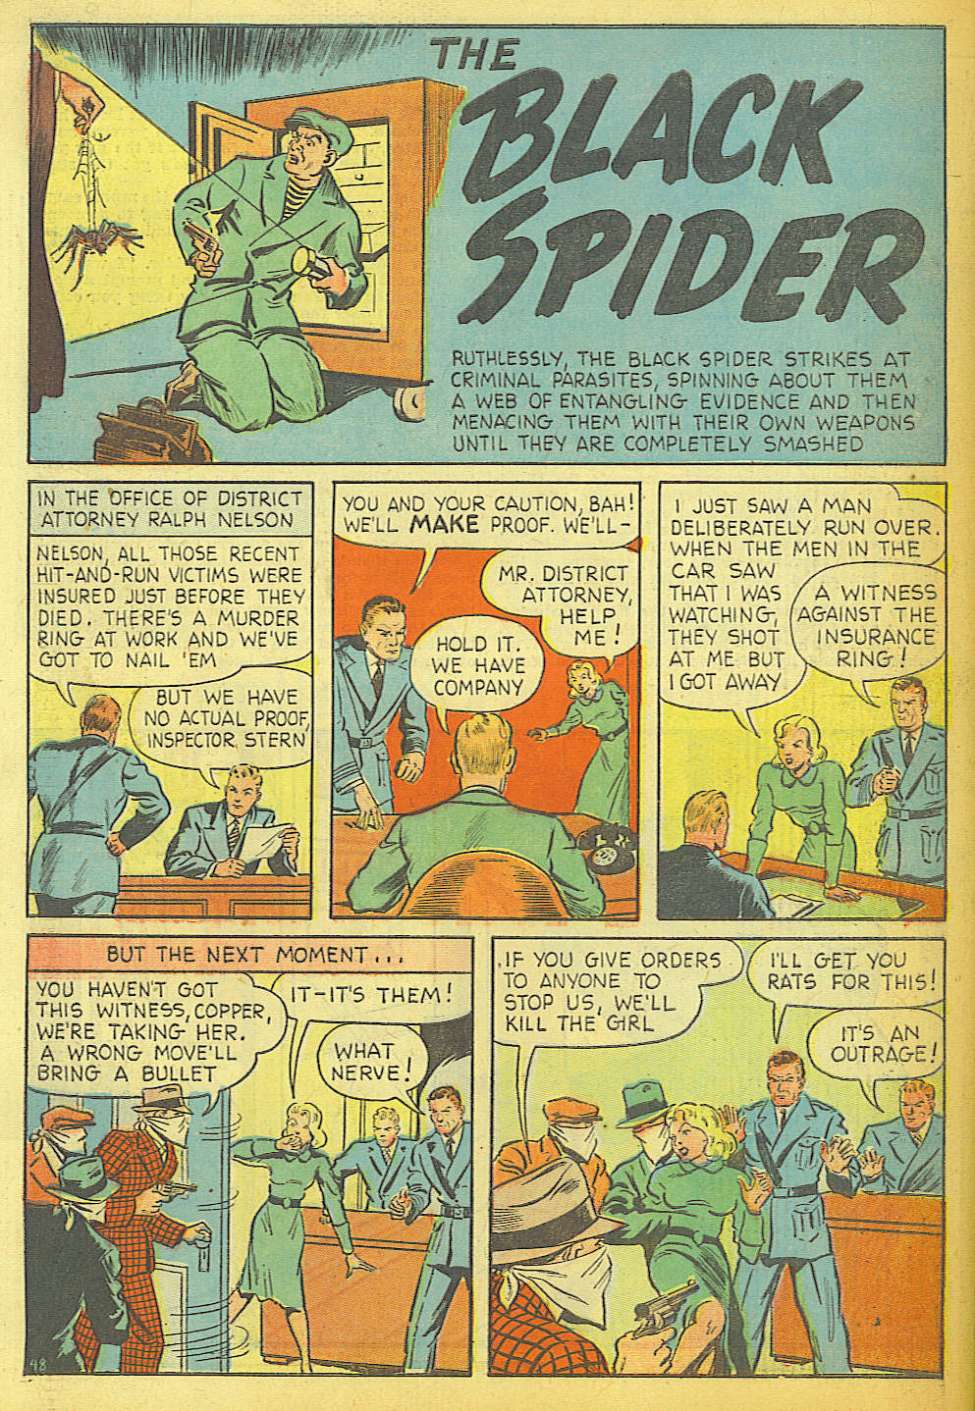 THE
BLACK
SPIDER
RUTHLESSLY, THE BLACK SPIDER STRIKES AT
CRIMINAL PARASITES, SPINNING ABOUT THEM
A WEB OF ENTANGLING EVIDENCE AND THEN
MENACING THEM WITH THEIR OWN WEAPONS
UNTIL THEY ARE COMPLETELY SMASHED
IN THE OFFICE OF DISTRICT
ATTORNEY RALPH NELSON
NELSON, ALL THOSE RECENT
HIT-AND-RUN VICTIMS WERE
INSURED JUST BEFORE THEY
DIED. THERE'S A MURDER
RING AT WORK AND WE'VE
GOT TO NAIL 'EM
BUT WE HAVE
NO ACTUAL PROOF,
INSPECTOR STERN
YOU AND YOUR CAUTION, BAH!
WE'LL MAKE PROOF. WE'LL-
MR. DISTRICT
ATTORNEY,
HELP
ME!
HOLD IT.
WE HAVE
COMPANY
I JUST SAW A MAN
DELIBERATELY RUN OVER.
WHEN THE MEN IN THE
CAR SAW
THAT I WAS
WATCHING,
THEY SHOT
AT ME BUT
I GOT AWAY
A WITNESS
AGAINST THE
INSURANCE
RING!
BUT THE NEXT MOMENT...
YOU HAVEN'T GOT
THIS WITNESS, COPPER,
WE'RE TAKING HER.
A WRONG MOVE'LL
BRING A BULLET
IT-IT'S THEM!
WHAT
NERVE!
IF YOU GIVE ORDERS
TO ANYONE TO
STOP US, WE'LL
KILL THE GIRL
I'LL GET YOU
RATS FOR THIS!
IT'S AN
OUTRAGE!
48